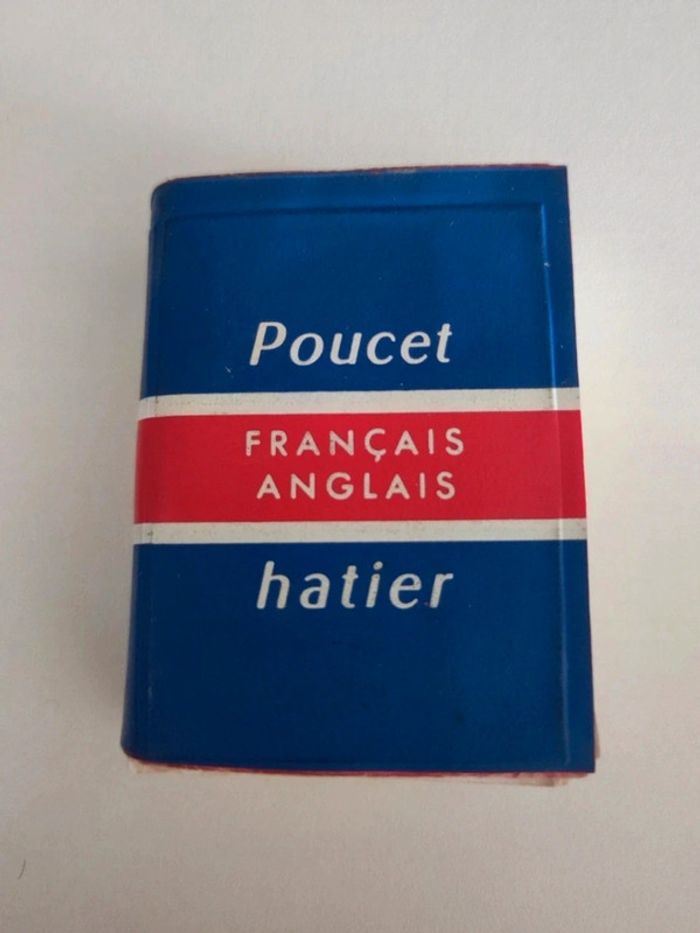 Poucet
FRANÇAIS
ANGLAIS
hatier